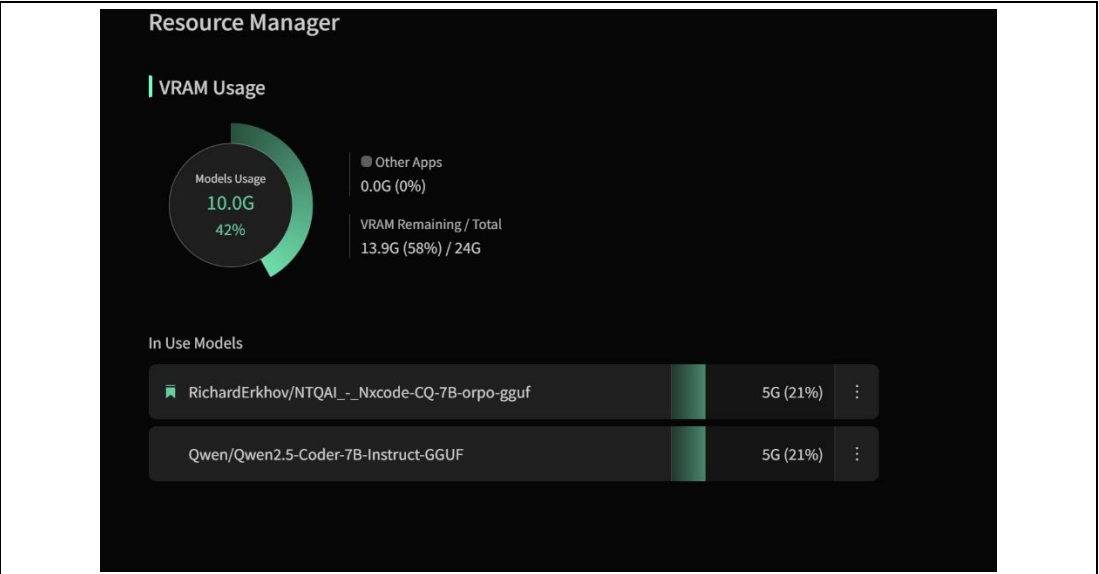 Resource Manager
VRAM Usage
Models Usage
10.0G
42%
Other Apps
0.0G (0%)
VRAM Remaining / Total
13.9G (58%) / 24G
In Use Models
RichardErkhov/NTQAI_-_Nxcode-CQ-7B-orpo-gguf 5G (21%)
Qwen/Qwen2.5-Coder-7B-Instruct-GGUF 5G (21%)